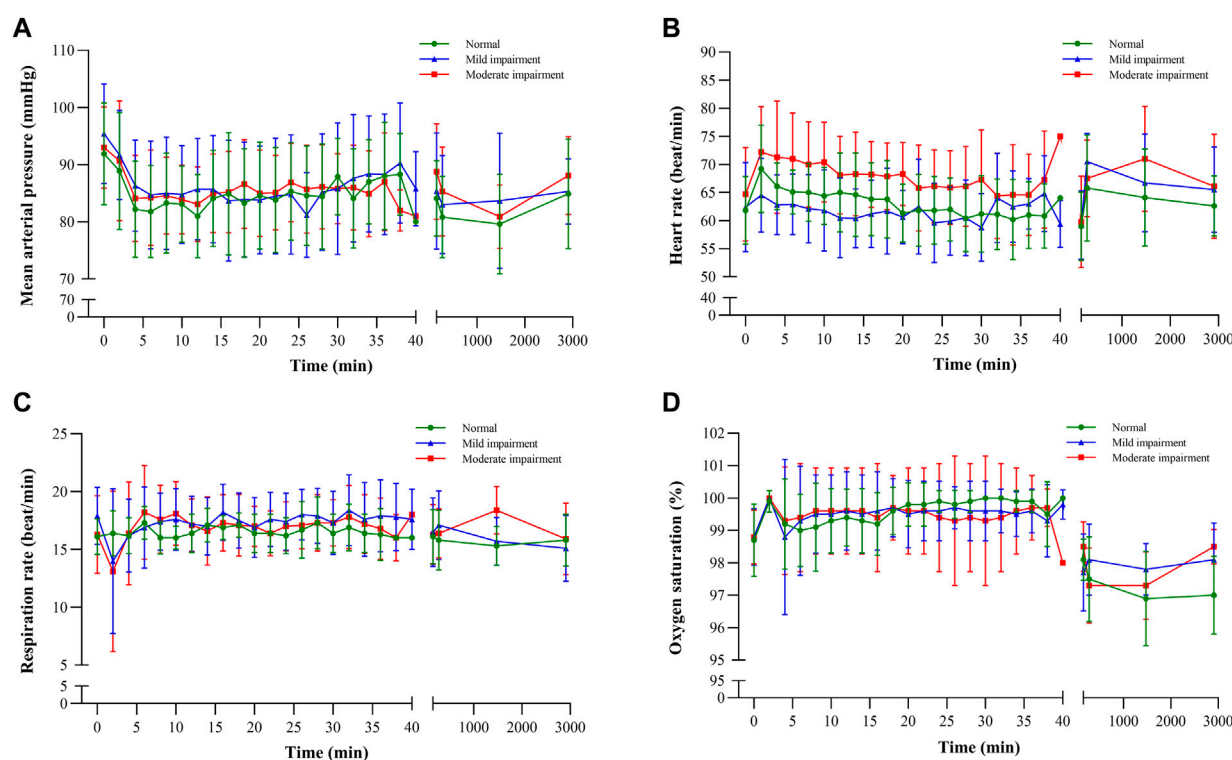 A
Normal
Mild impairment
Moderate impairment
Mean arterial pressure (mmHg)
110
100
90
80
70
70
0
0 5 10 15 20 25 30 36 40 1000 2000 3000
Time (min)
B
Normal
Mild impairment
Moderate impairment
Heart rate (beat/min)
90
85
80
75
70
65
60
55
50
40
0
0 5 10 15 20 25 30 35 40 1000 2000 3000
Time (min)
C
Normal
Mild impairment
Moderate impairment
Respiration rate (beat/min)
25
20
15
10
5
5
0
0 5 10 15 20 25 30 35 40 1000 2000 3000
Time (min)
D
Normal
Mild impairment
Moderate impairment
Oxygen saturation (%)
102
101
100
99
98
97
96
95
95
0
0 5 10 15 20 25 30 35 40 1000 2000 3000
Time (min)